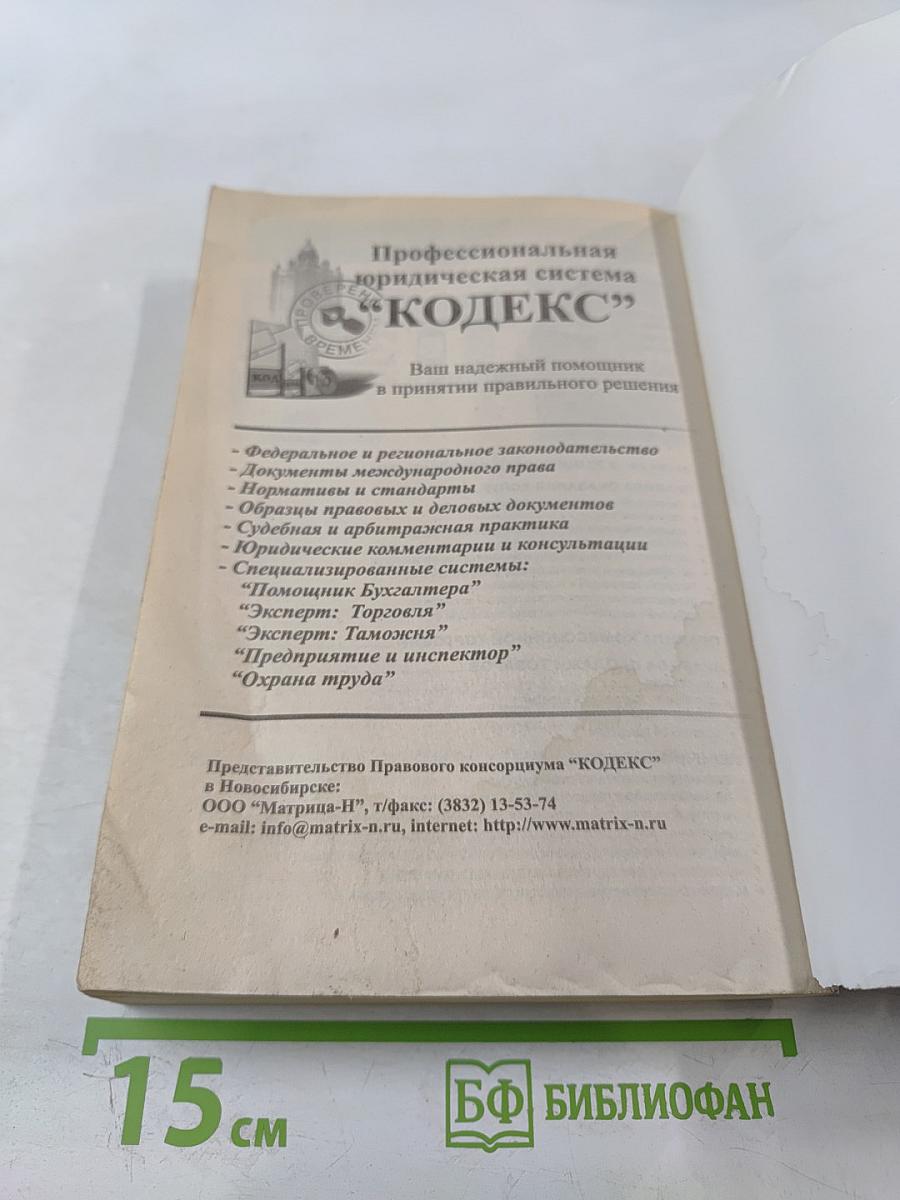 Профессиональная
юридическая система
“КОДЕКС”
ПРОВЕРЕНО
ВРЕМЕНЕМ
Ваш надежный помощник
в принятии правильного решения
- Федеральное и региональное законодательство
- Документы международного права
- Нормативы и стандарты
- Образцы правовых и деловых документов
- Судебная и арбитражная практика
- Юридические комментарии и консультации
- Специализированные системы:
“Помощник Бухгалтера”
“Эксперт: Торговля”
“Эксперт: Таможня”
“Предприятие и инспектор”
“Охрана труда”
Представительство Правового консорциума “КОДЕКС”
в Новосибирске:
ООО “Матрица-Н”, т/факс: (3832) 13-53-74
e-mail: info@matrix-n.ru, internet: http://www.matrix-n.ru
15 см
БФ БИБЛИОФАН